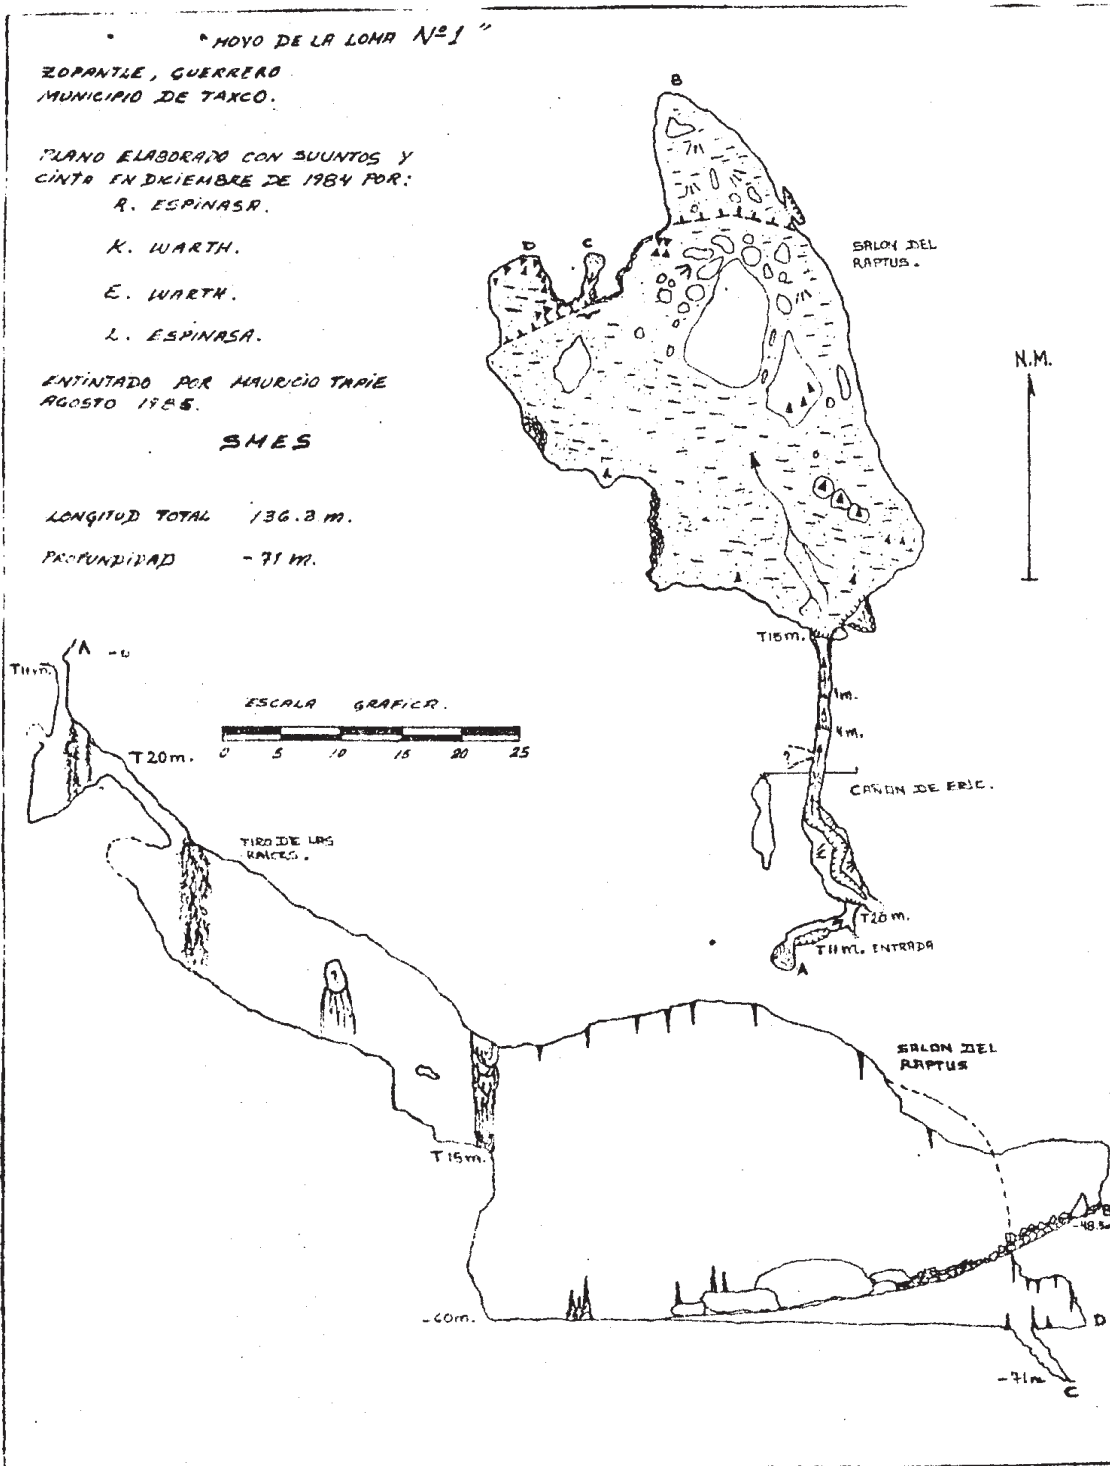 "HOYO DE LA LOMA Nº1"
ZOPANTLE, GUERRERO
MUNICIPIO DE TAXCO.
PLANO ELABORADO CON SUUNTOS Y
CINTA EN DICIEMBRE DE 1984 POR:
R. ESPINASA.
K. WARTH.
E. WARTH.
L. ESPINASA.
ENTINTADO POR MAURICIO TAPIE
AGOSTO 1985.
SMES
LONGITUD TOTAL 136.3 m.
PROFUNDIDAD -71 m.
B
D
C
SALON DEL
RAPTUS.
N.M.
T15m.
1m.
4m.
?
CAÑON DE ERIC.
T20m.
T11m. ENTRADA
A
A
T11m.
ESCALA GRAFICA.
0 5 10 15 20 25
T20m.
TIRO DE LAS
RAICES.
?
SALON DEL
RAPTUS
T15m.
B
-60m.
D
-71m
C